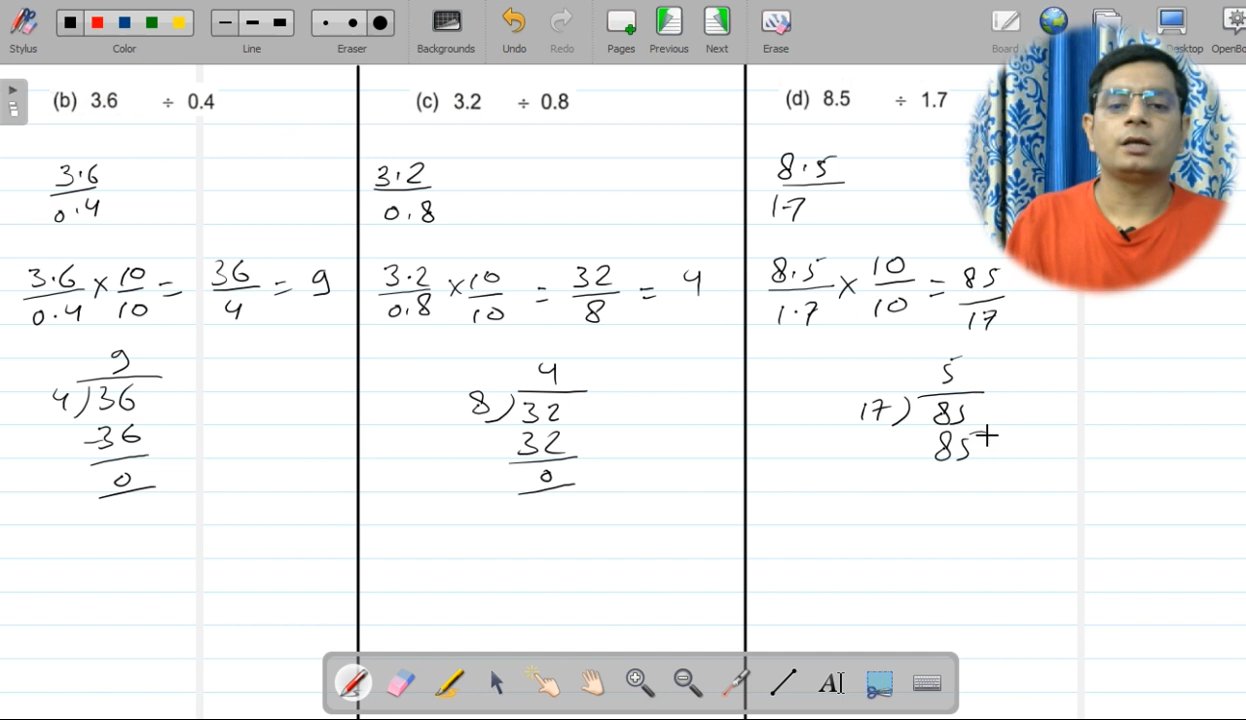 Stylus
Color
Line
Eraser
Backgrounds
Undo
Redo
Pages
Previous
Next
Erase
Board
Desktop
OpenBo
(b) 3.6 ÷ 0.4
3.6
0.4
3.6/0.4 × 10/10 = 36/4 = 9
9
4 ) 36
-36
0
(c) 3.2 ÷ 0.8
3.2
0.8
3.2/0.8 × 10/10 = 32/8 = 4
4
8 ) 32
32
0
(d) 8.5 ÷ 1.7
8.5
1.7
8.5/1.7 × 10/10 = 85/17
5
17 ) 85
85
A